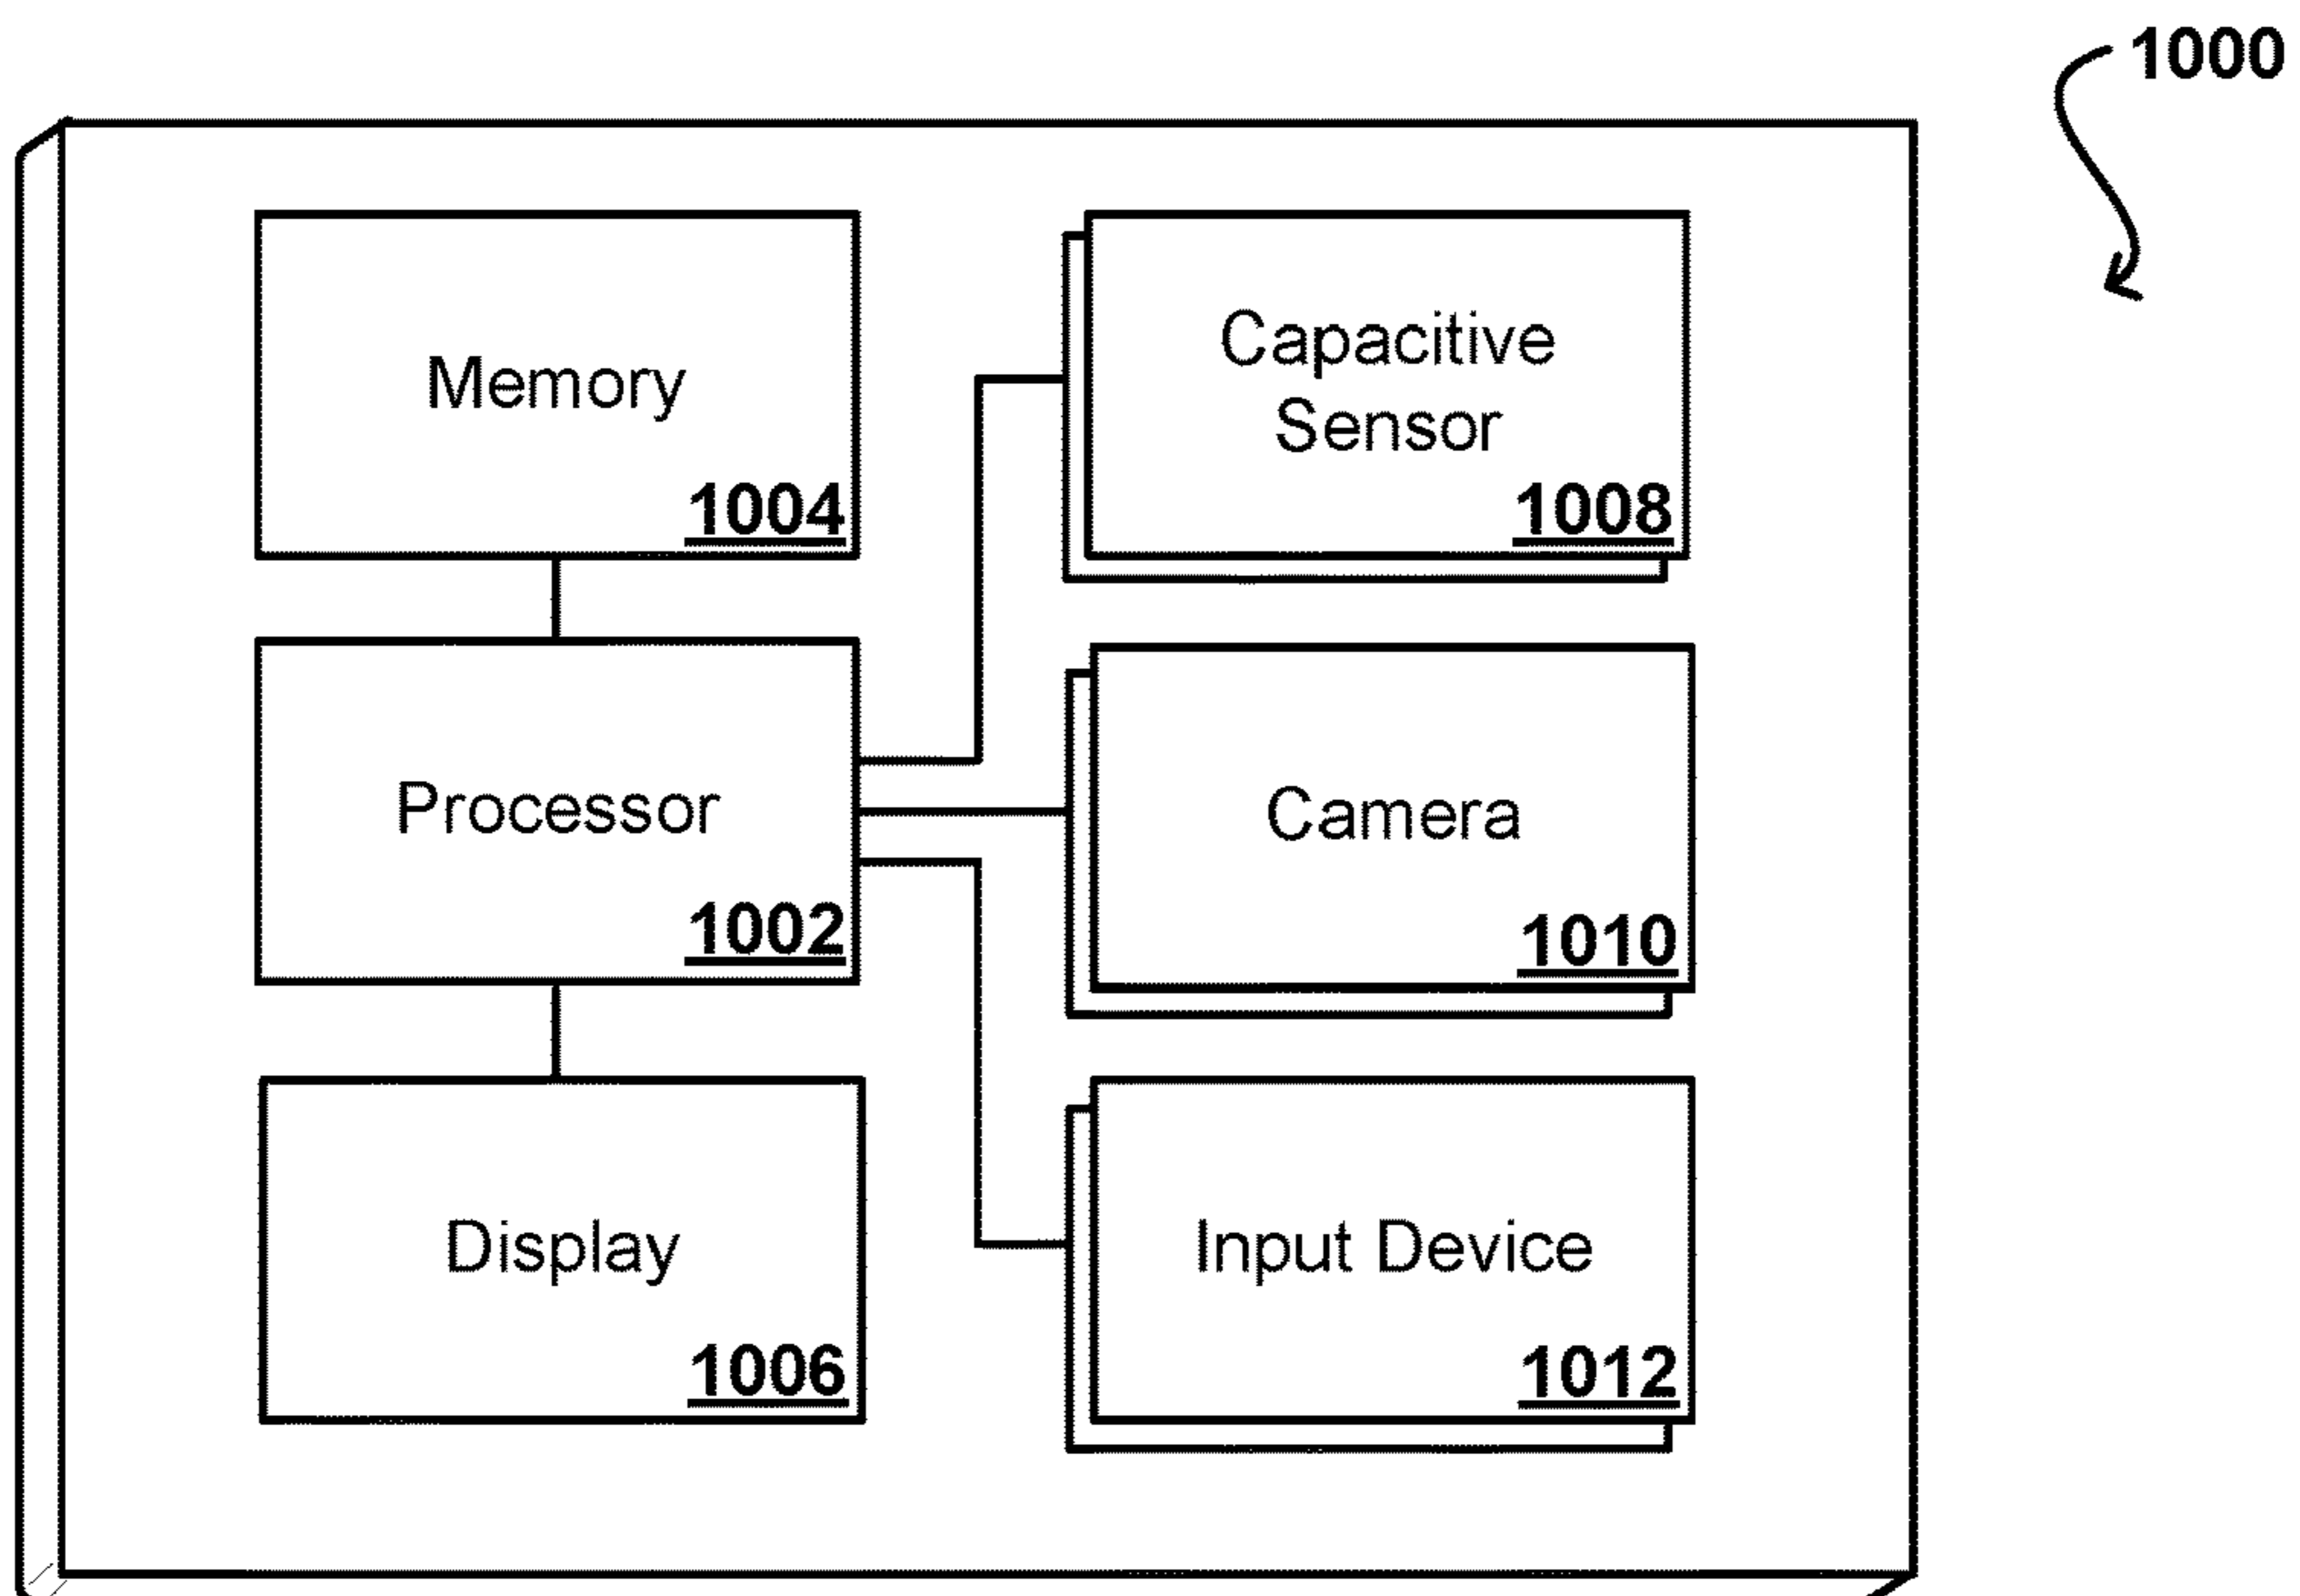 1000
Memory
1004
Capacitive
Sensor
1008
Processor
1002
Camera
1010
Display
1006
Input Device
1012